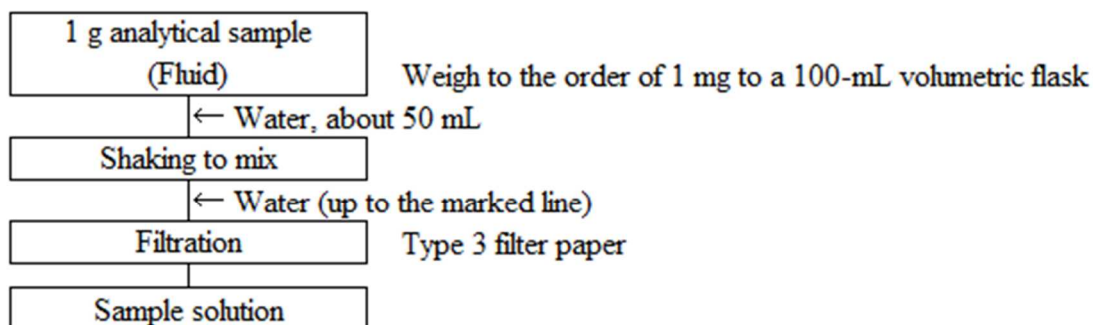 1 g analytical sample
(Fluid) Weigh to the order of 1 mg to a 100-mL volumetric flask
← Water, about 50 mL
Shaking to mix
← Water (up to the marked line)
Filtration Type 3 filter paper
Sample solution